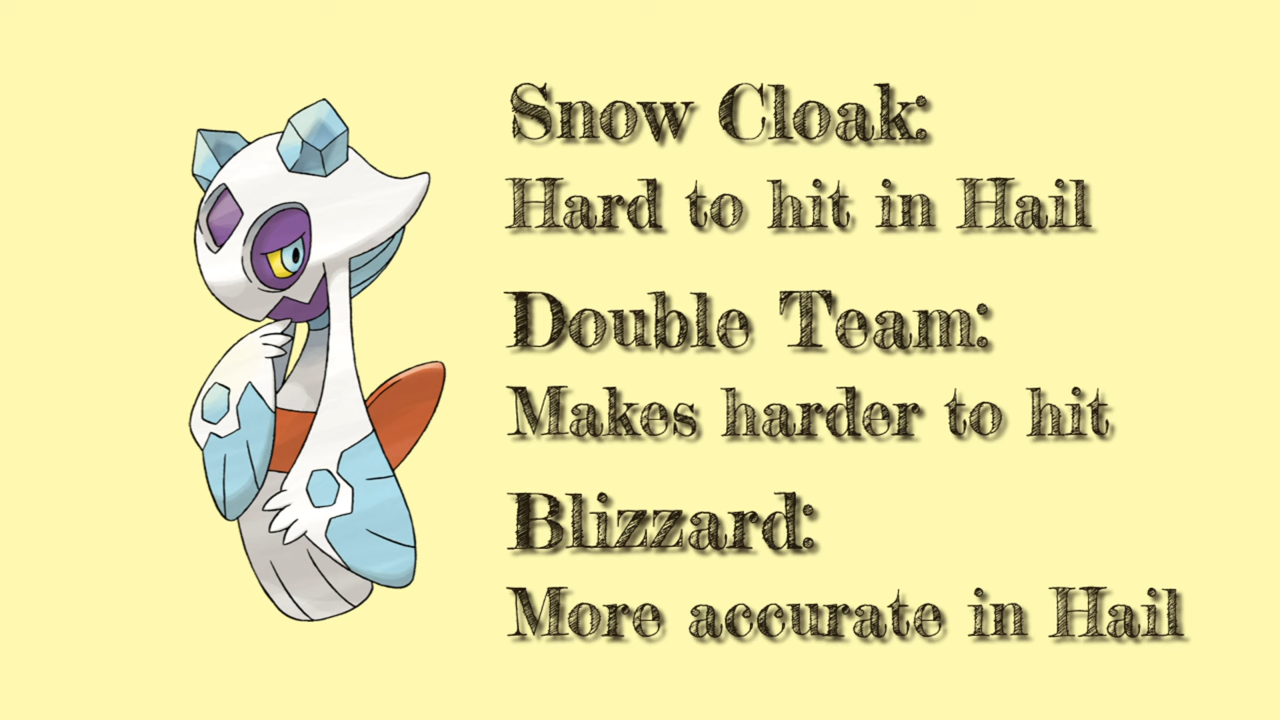 Snow Cloak:
Hard to hit in Hail
Double Team:
Makes harder to hit
Blizzard:
More accurate in Hail